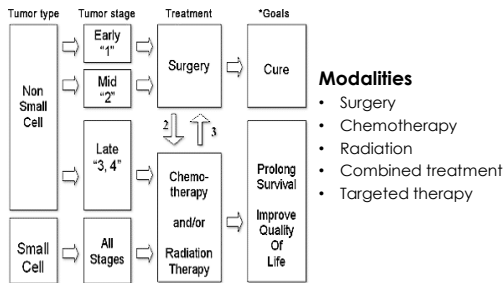 Tumor type Tumor stage Treatment *Goals
Non
Small
Cell
Early
"1"
Mid
"2"
Surgery
Cure
2 3
Late
"3, 4"
Chemo-
therapy
and/or
Radiation
Therapy
Prolong
Survival
Improve
Quality
Of
Life
Small
Cell
All
Stages
Modalities
• Surgery
• Chemotherapy
• Radiation
• Combined treatment
• Targeted therapy